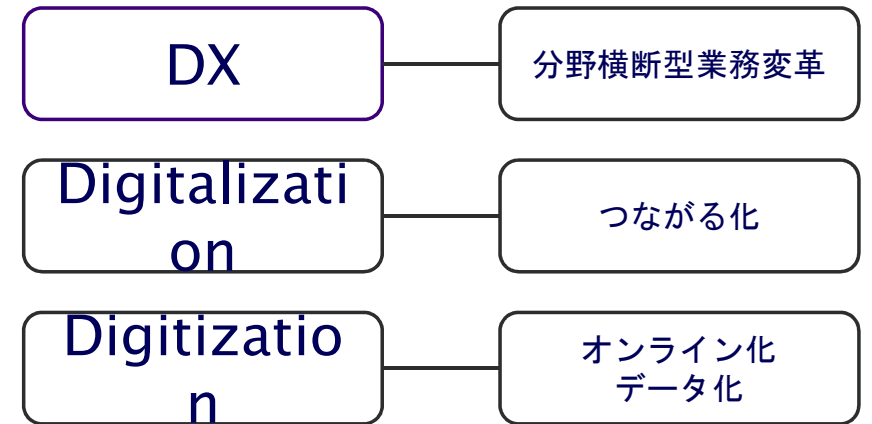 DX
分野横断型業務変革
Digitalizati
on
つながる化
Digitizatio
n
オンライン化
データ化